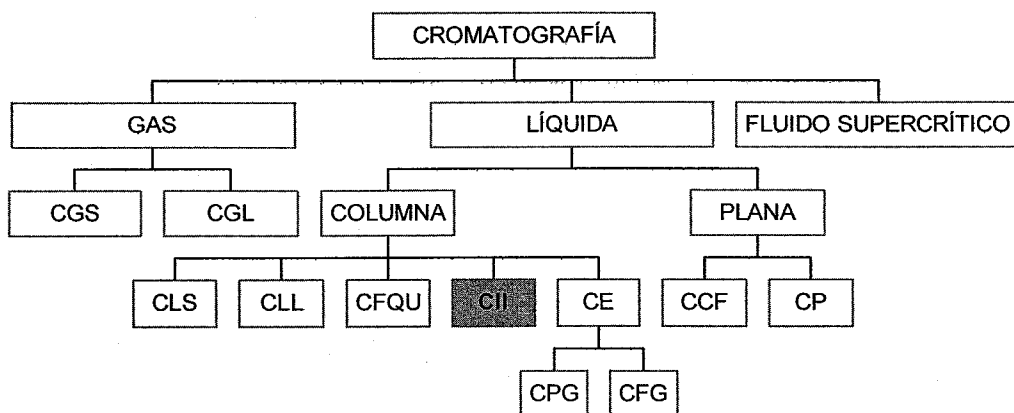 CROMATOGRAFÍA
GAS
LÍQUIDA
FLUIDO SUPERCRÍTICO
CGS
CGL
COLUMNA
PLANA
CLS
CLL
CFQU
CII
CE
CCF
CP
CPG
CFG